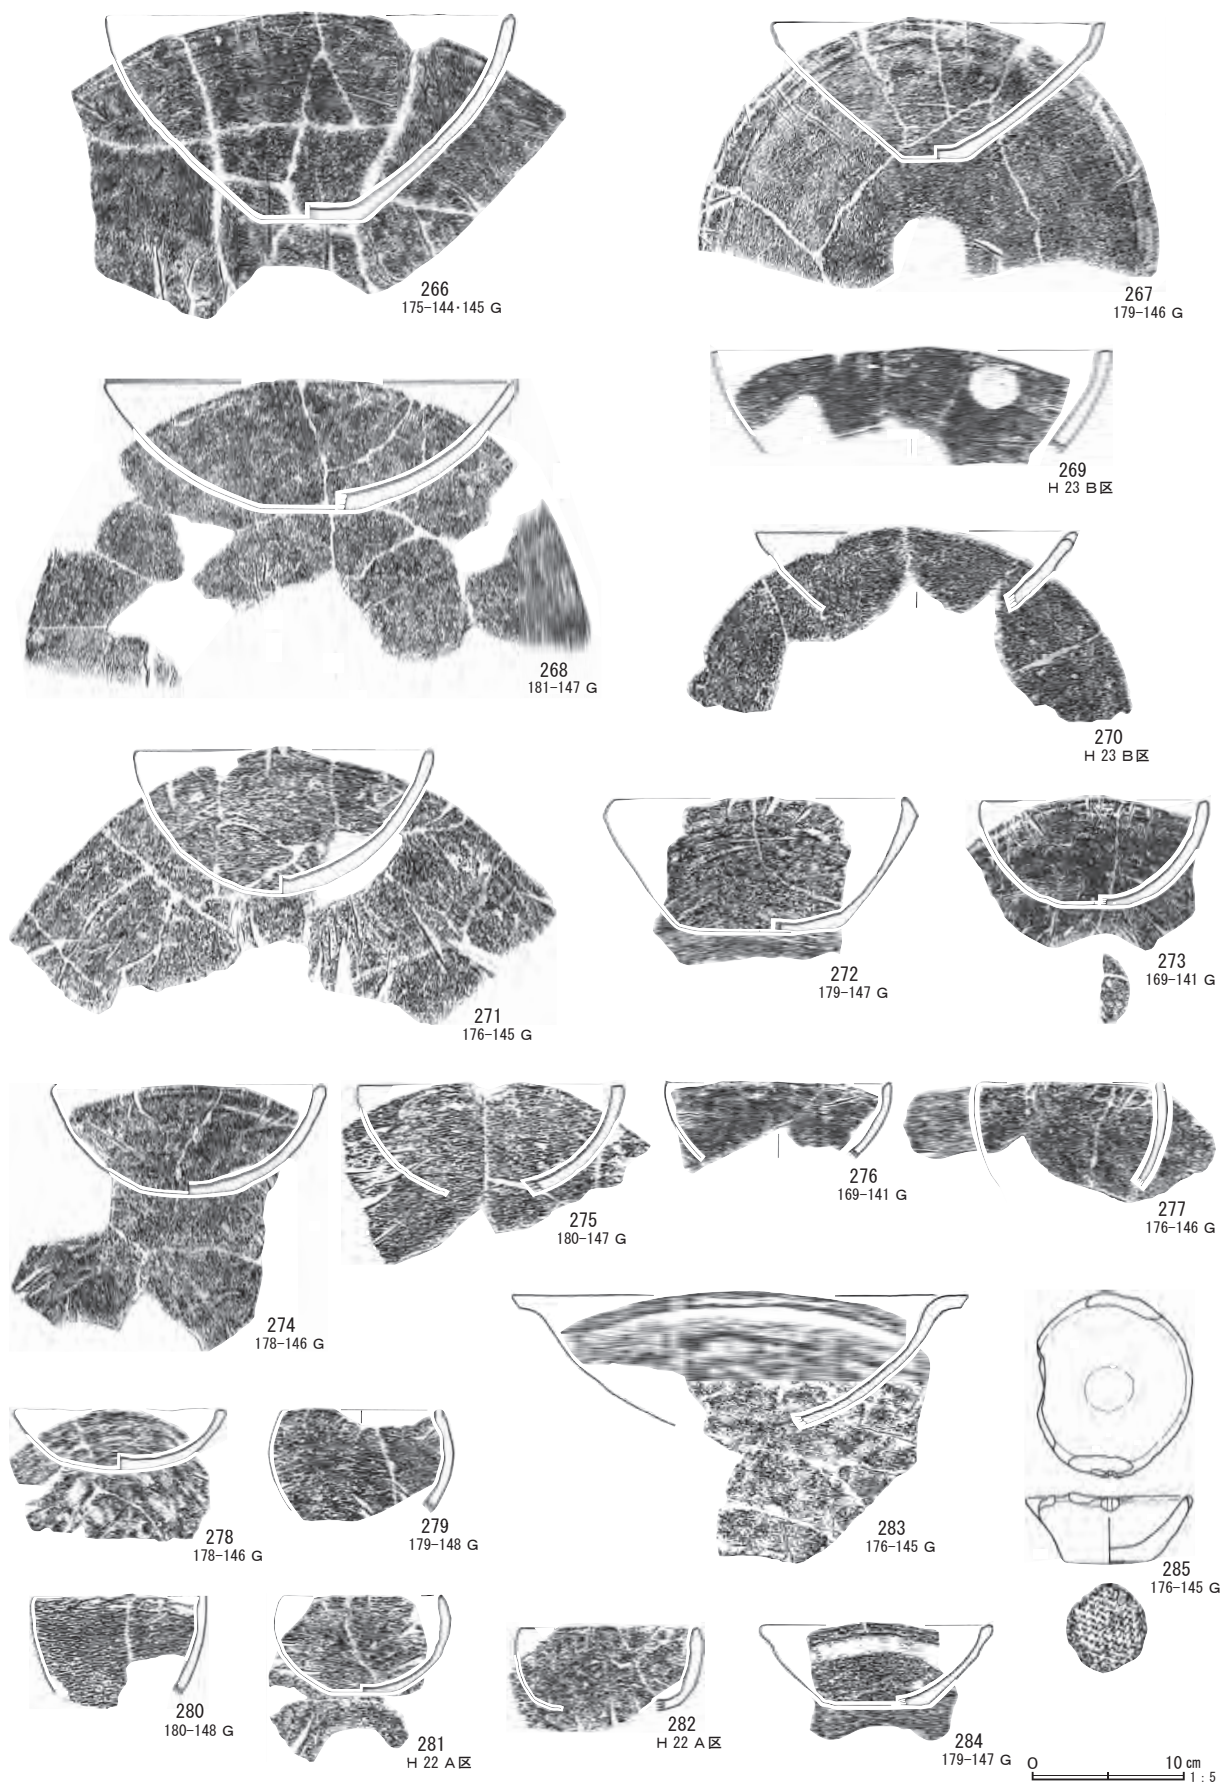 266
175-144･145 G
267
179-146 G
268
181-147 G
269
H 23 B区
270
H 23 B区
271
176-145 G
272
179-147 G
273
169-141 G
274
178-146 G
275
180-147 G
276
169-141 G
277
176-146 G
278
178-146 G
279
179-148 G
280
180-148 G
281
H 22 A区
282
H 22 A区
283
176-145 G
284
179-147 G
285
176-145 G
0 10 cm
1 : 5